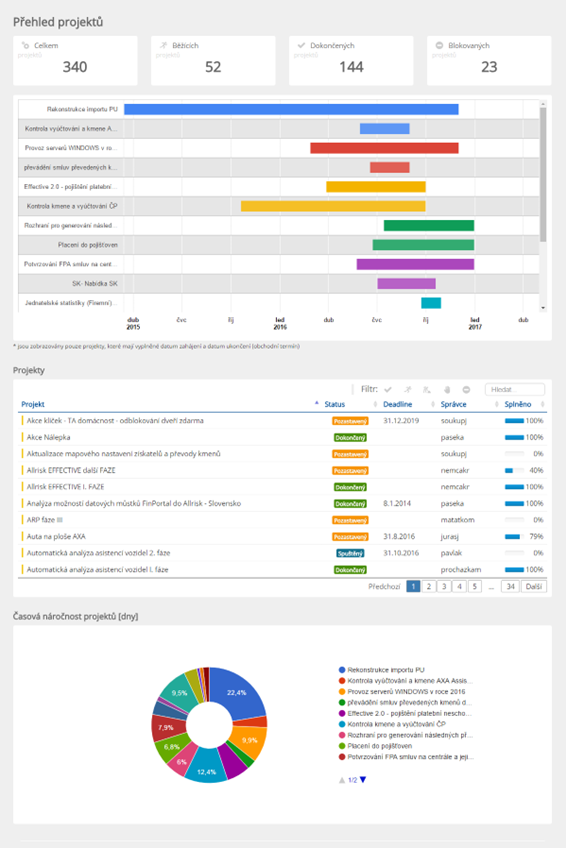 Přehled projektů
Celkem
projektů
340
Běžících
projektů
52
Dokončených
projektů
144
Blokovaných
projektů
23
Rekonstrukce importu PU
Kontrola vyúčtování a kmene A...
Provoz serverů WINDOWS v ro...
převádění smluv převedených k...
Effective 2.0 - pojištění platební...
Kontrola kmene a vyúčtování ČP
Rozhraní pro generování násled...
Placení do pojišťoven
Potvrzování FPA smluv na cent...
SK- Nabídka SK
Jednatelské statistiky (Firemní/)...
dub čvc říj led dub čvc říj led dub
2015 2016 2017
* jsou zobrazovány pouze projekty, které mají vyplněné datum zahájení a datum ukončení (obchodní termín)
Projekty
Filtr: Hledat..
Projekt Status Deadline Správce Splněno
Akce klíček - TA domácnost - odblokování dveří zdarma Pozastavený 31.12.2019 soukupj 100%
Akce Nálepka Dokončaný paseka 100%
Aktualizace mapového nastavení získatelů a převody kmenů Pozastavený soukupj 0%
Allrisk EFFECTIVE další FAZE Pozastavený nemcakr 40%
Allrisk EFFECTIVE I. FAZE Dokončaný nemcakr 100%
Analýza možností datových můstků FinPortal do Allrisk - Slovensko Dokončaný 8.1.2014 paseka 100%
ARP fáze III Pozastavený matatkom 0%
Auta na ploše AXA Pozastavený 31.8.2016 jurasj 79%
Automatická analýza asistencí vozidel 2. fáze Spuštěný 31.10.2016 pavlak 0%
Automatická analýza asistencí vozidel I. fáze Dokončaný prochazkam 100%
Předchozí 1 2 3 4 5 ... 34 Další
Časová náročnost projektů [dny]
22,4%
9,9%
12,4%
6%
6,8%
7,9%
9,5%
Rekonstrukce importu PU
Kontrola vyúčtování a kmene AXA Assis...
Provoz serverů WINDOWS v roce 2016
převádění smluv převedených kmenů d...
Effective 2.0 - pojištění platební nescho...
Kontrola kmene a vyúčtování ČP
Rozhraní pro generování následných pl...
Placení do pojišťoven
Potvrzování FPA smluv na centrále a jeji...
1/2